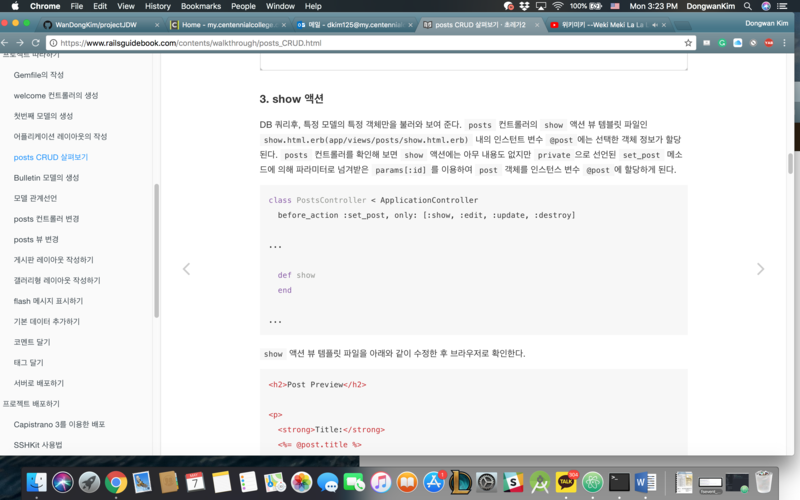 Chrome File Edit View History Bookmarks People Window Help
100% Mon 3:23 PM DongwanKim
WanDongKim/projectJDW
Home - my.centennialcollege.
메일 - dkim125@my.centennial
posts CRUD 살펴보기 - 초레가2
위키미키 --Weki Meki La La
Dongwan Kim
https://www.railsguidebook.com/contents/walkthrough/posts_CRUD.html
프로젝트 따라하기
Gemfile의 작성
welcome 컨트롤러의 생성
첫번째 모델의 생성
어플리케이션 레이아웃의 작성
posts CRUD 살펴보기
Bulletin 모델의 생성
모델 관계선언
posts 컨트롤러 변경
posts 뷰 변경
게시판 레이아웃 작성하기
갤러리형 레이아웃 작성하기
flash 메시지 표시하기
기본 데이터 추가하기
코멘트 달기
태그 달기
서버로 배포하기
프로젝트 배포하기
Capistrano 3를 이용한 배포
SSHKit 사용법
3. show 액션
DB 쿼리후, 특정 모델의 특정 객체만을 불러와 보여 준다. posts 컨트롤러의 show 액션 뷰 템블릿 파일인
show.html.erb(app/views/posts/show.html.erb) 내의 인스턴트 변수 @post 에는 선택한 객체 정보가 할당
된다. posts 컨트롤러를 확인해 보면 show 액션에는 아무 내용도 없지만 private 으로 선언된 set_post 메소
드에 의해 파라미터로 넘겨받은 params[:id] 를 이용하여 post 객체를 인스턴스 변수 @post 에 할당하게 된다.
class PostsController < ApplicationController
before_action :set_post, only: [:show, :edit, :update, :destroy]
...
def show
end
...
show 액션 뷰 템플릿 파일을 아래와 같이 수정한 후 브라우저로 확인한다.
<h2>Post Preview</h2>
<p>
<strong>Title:</strong>
<%= @post.title %>